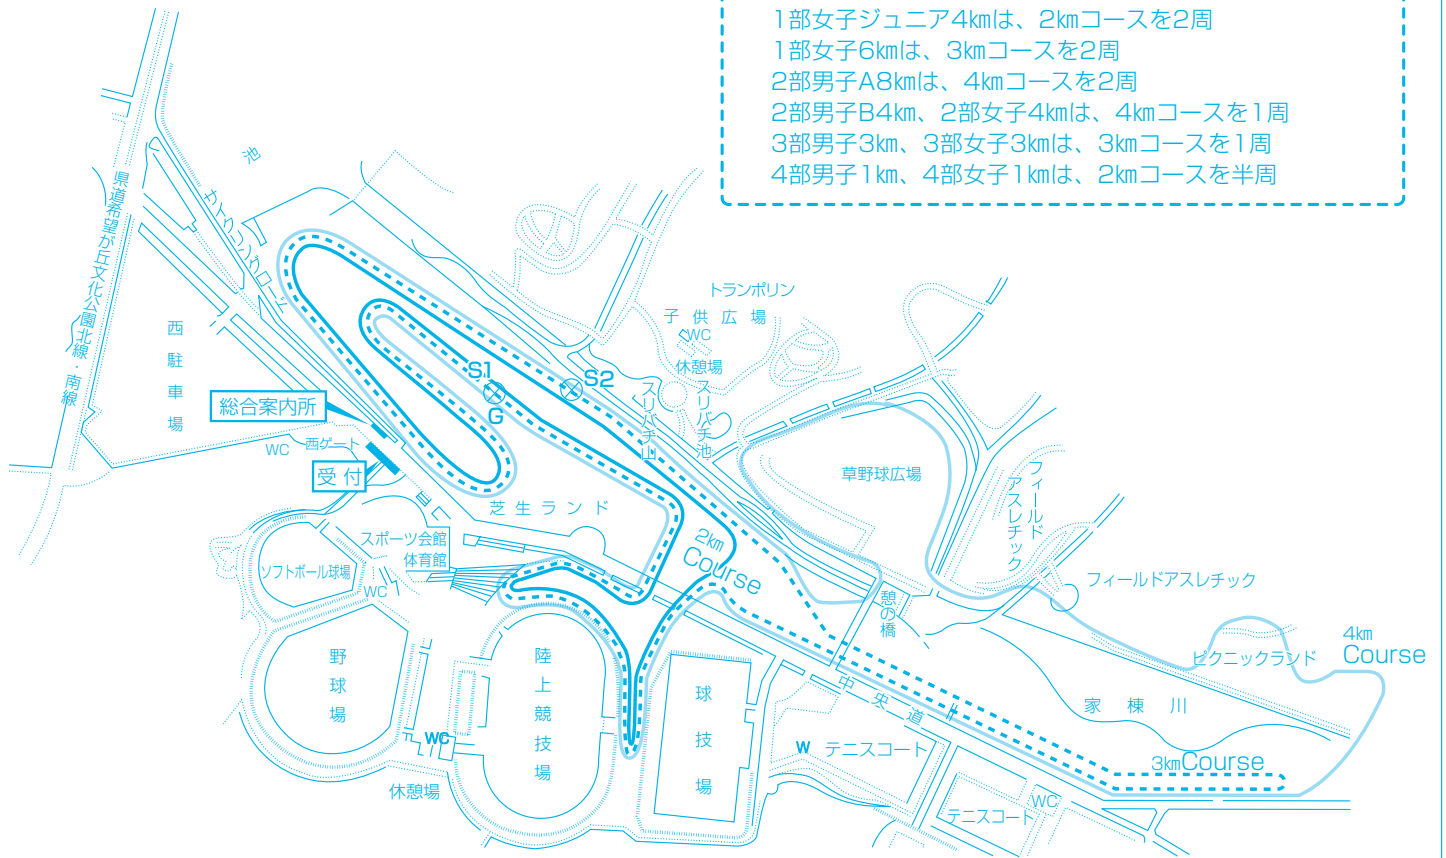 1部女子ジュニア4㎞は、2㎞コースを2周
1部女子6㎞は、3㎞コースを2周
2部男子A8㎞は、4㎞コースを2周
2部男子B4㎞、2部女子4㎞は、4㎞コースを1周
3部男子3㎞、3部女子3㎞は、3㎞コースを1周
4部男子1㎞、4部女子1㎞は、2㎞コースを半周
池
県道希望が丘文化公園北線・南線
サイクリングロード
西駐車場
トランポリン
子供広場
WC
休憩場
スリバチ山
スリバチ池
S1
S2
G
総合案内所
WC
西ゲート
受付
芝生ランド
草野球広場
フィールド
アスレチック
スポーツ会館
体育館
ソフトボール球場
WC
2㎞
Course
憩の橋
フィールドアスレチック
4㎞
Course
ピクニックランド
野球場
陸上競技場
球技場
中央道
家棟川
WC
W
テニスコート
3㎞Course
休憩場
テニスコート
WC